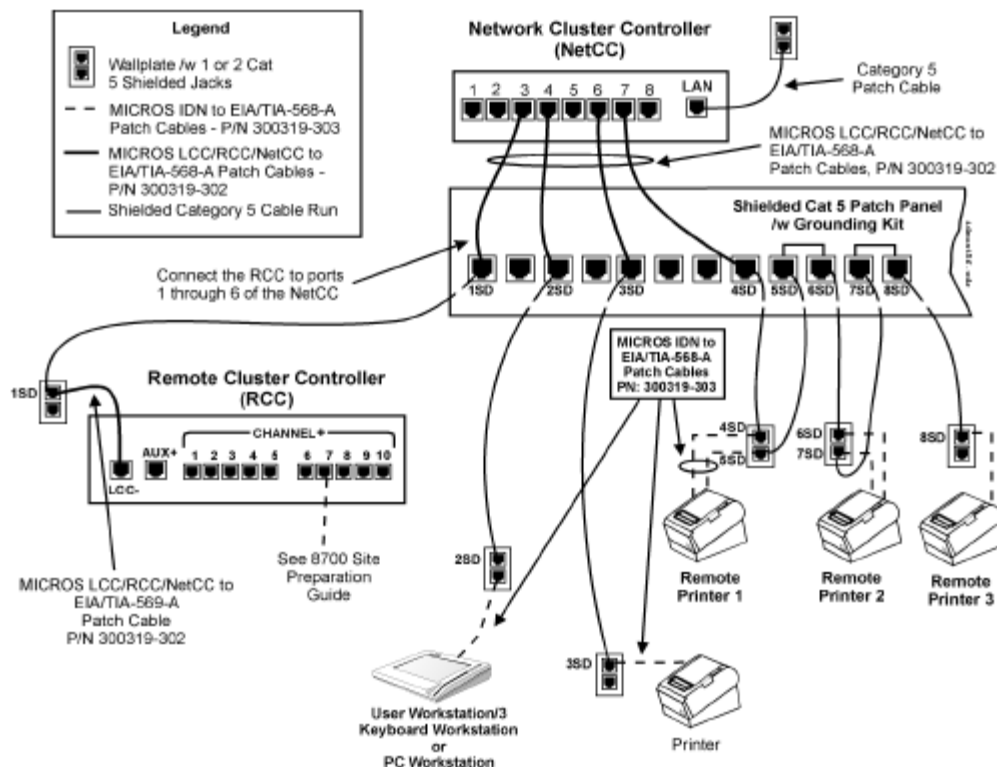 Legend
Wallplate /w 1 or 2 Cat
5 Shielded Jacks
MICROS IDN to EIA/TIA-568-A
Patch Cables - P/N 300319-303
MICROS LCC/RCC/NetCC to
EIA/TIA-568-A Patch Cables -
P/N 300319-302
Shielded Category 5 Cable Run
Network Cluster Controller
(NetCC)
1 2 3 4 5 6 7 8 LAN
Category 5
Patch Cable
MICROS LCC/RCC/NetCC to
EIA/TIA-568-A
Patch Cables, P/N 300319-302
Shielded Cat 5 Patch Panel
/w Grounding Kit
1SD 2SD 3SD 4SD 5SD 6SD 7SD 8SD
Connect the RCC to ports
1 through 6 of the NetCC
MICROS IDN to
EIA/TIA-568-A
Patch Cables
PN: 300319-303
1SD
Remote Cluster Controller
(RCC)
CHANNEL+
AUX+ 1 2 3 4 5 6 7 8 9 10
LCC-
See 8700 Site
Preparation
Guide
MICROS LCC/RCC/NetCC to
EIA/TIA-569-A
Patch Cable
P/N 300319-302
2SD
User Workstation/3
Keyboard Workstation
or
PC Workstation
3SD
Printer
4SD
5SD
Remote
Printer 1
6SD
7SD
Remote
Printer 2
8SD
Remote
Printer 3